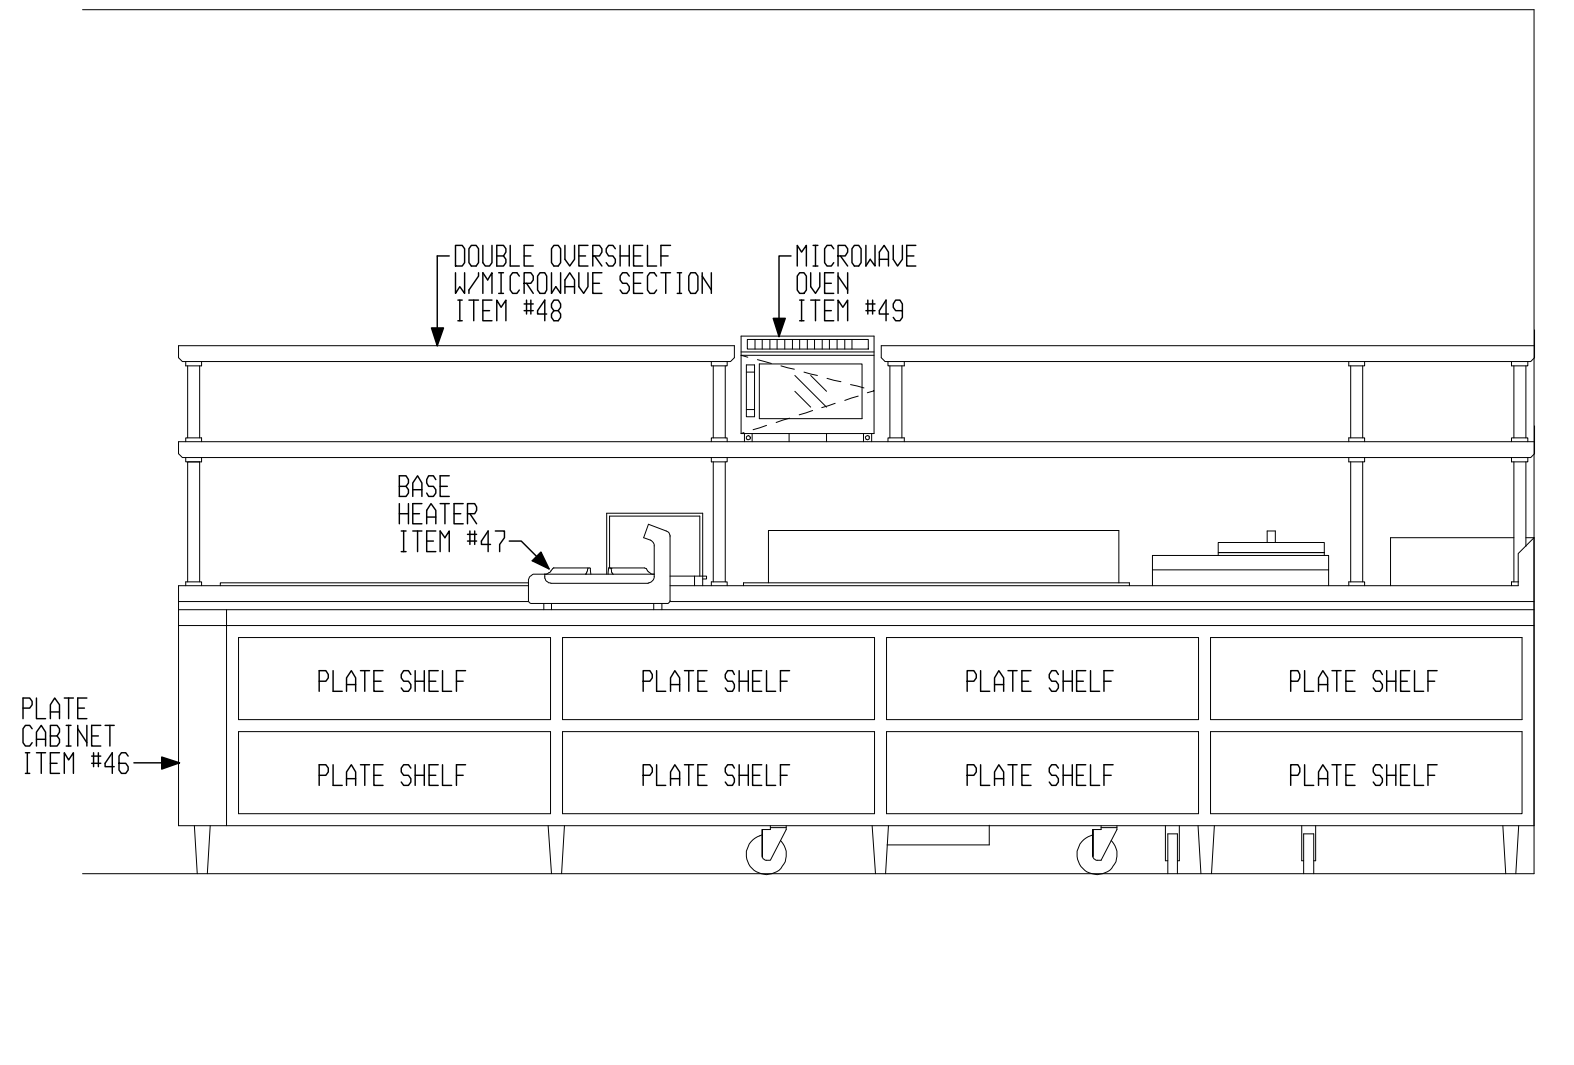 DOUBLE OVERSHELF
W/MICROWAVE SECTION
ITEM #48
MICROWAVE
OVEN
ITEM #49
BASE
HEATER
ITEM #47
PLATE SHELF
PLATE SHELF
PLATE SHELF
PLATE SHELF
PLATE
CABINET
ITEM #46
PLATE SHELF
PLATE SHELF
PLATE SHELF
PLATE SHELF